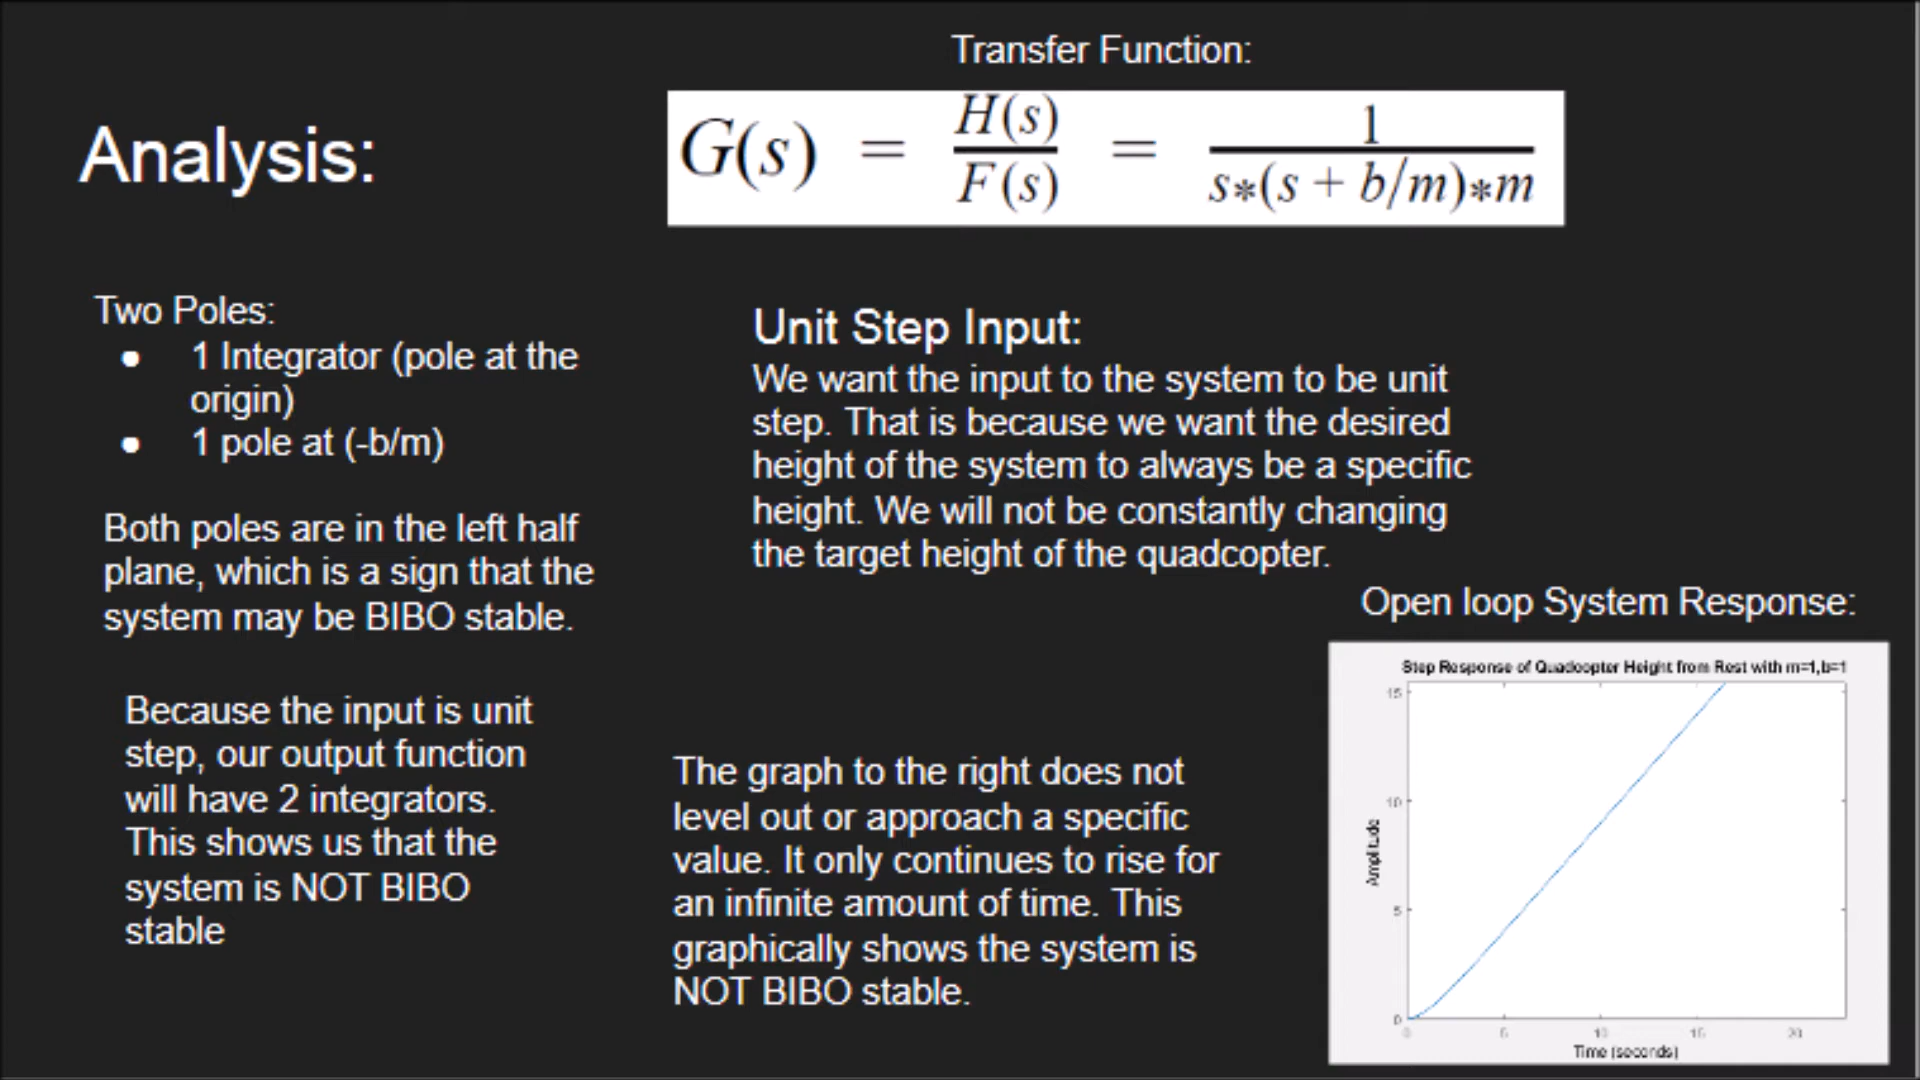 Transfer Function:
G(s) = H(s) / F(s) = 1 / s*(s + b/m)*m
Analysis:
Two Poles:
● 1 Integrator (pole at the
origin)
● 1 pole at (-b/m)
Both poles are in the left half
plane, which is a sign that the
system may be BIBO stable.
Because the input is unit
step, our output function
will have 2 integrators.
This shows us that the
system is NOT BIBO
stable
Unit Step Input:
We want the input to the system to be unit
step. That is because we want the desired
height of the system to always be a specific
height. We will not be constantly changing
the target height of the quadcopter.
The graph to the right does not
level out or approach a specific
value. It only continues to rise for
an infinite amount of time. This
graphically shows the system is
NOT BIBO stable.
Open loop System Response:
Step Response of Quadcopter Height from Rest with m=1,b=1
15
10
5
0
Amplitude
0 5 10 15 20
Time (seconds)